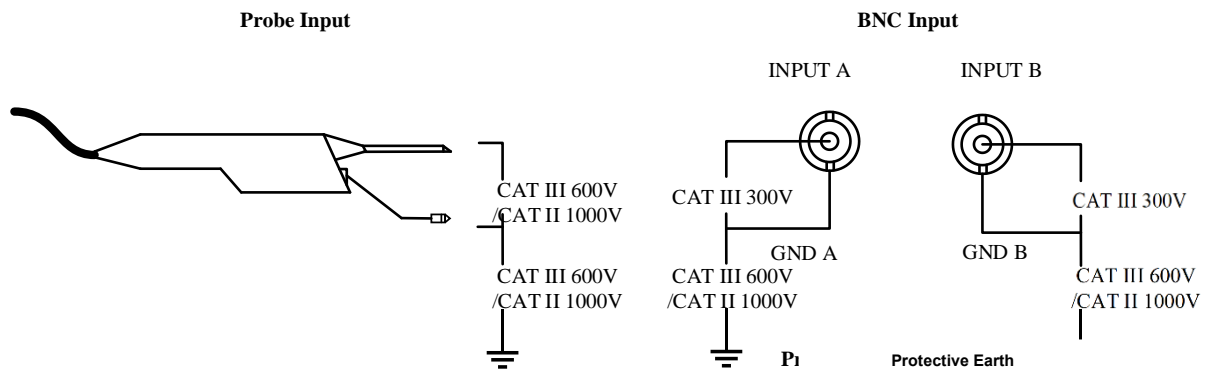 Probe Input
BNC Input
INPUT A
INPUT B
CAT III 600V
/CAT II 1000V
CAT III 300V
CAT III 300V
GND A
GND B
CAT III 600V
/CAT II 1000V
CAT III 600V
/CAT II 1000V
CAT III 600V
/CAT II 1000V
Protective Earth